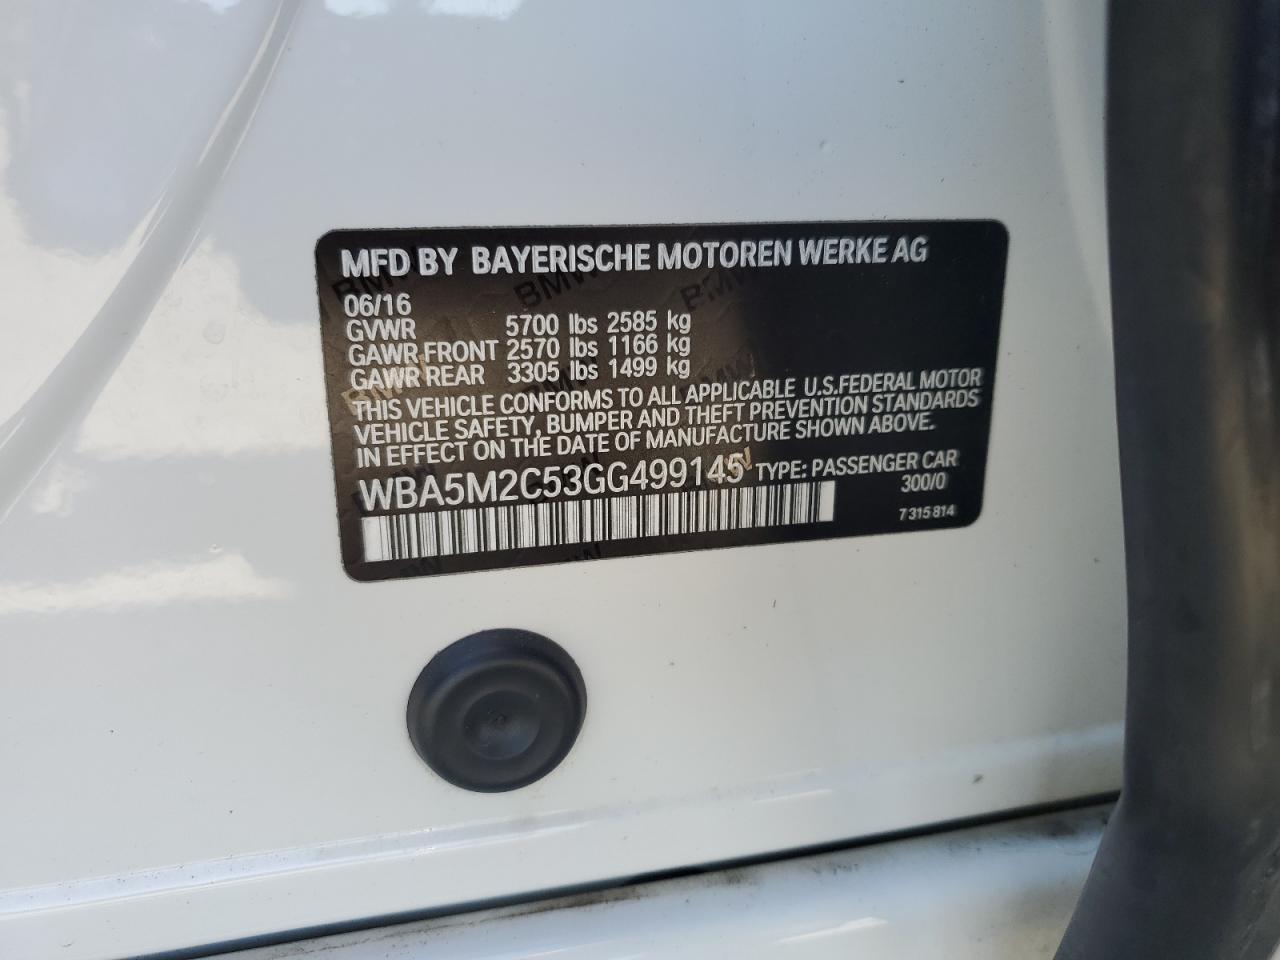 MFD BY BAYERISCHE MOTOREN WERKE AG
06/16
GVWR 5700 lbs 2585 kg
GAWR FRONT 2570 lbs 1166 kg
GAWR REAR 3305 lbs 1499 kg
THIS VEHICLE CONFORMS TO ALL APPLICABLE U.S.FEDERAL MOTOR
VEHICLE SAFETY, BUMPER AND THEFT PREVENTION STANDARDS
IN EFFECT ON THE DATE OF MANUFACTURE SHOWN ABOVE.
WBA5M2C53GG499145 TYPE: PASSENGER CAR
300/0
7 315 814